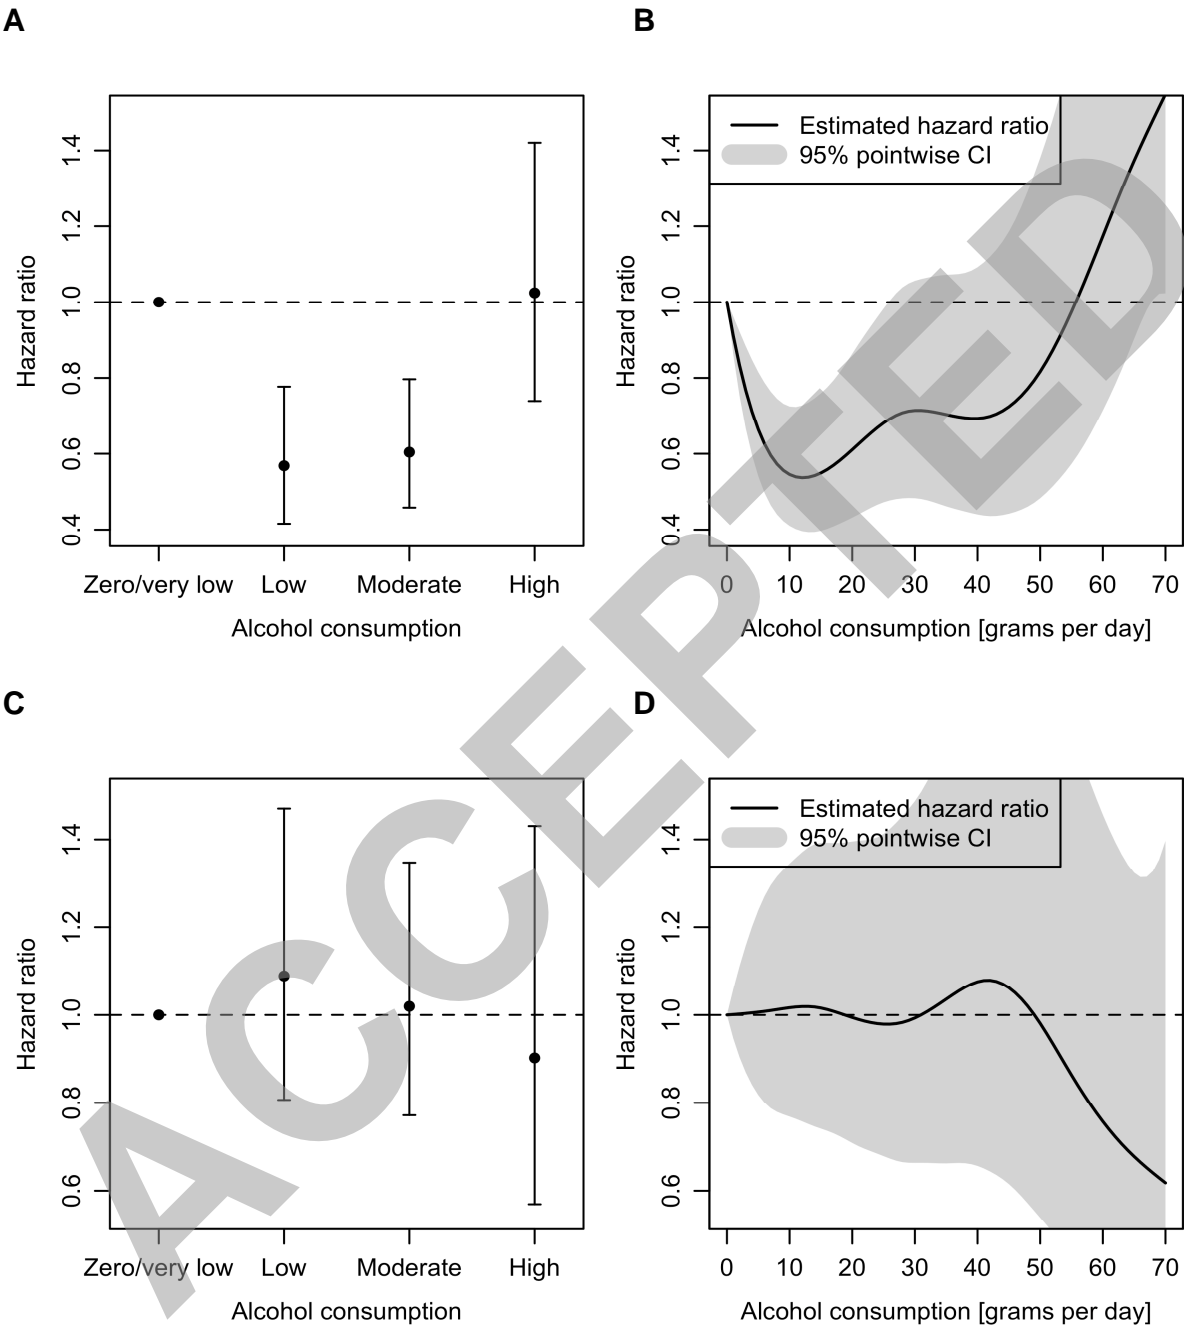 A
Hazard ratio
1.4
1.2
1.0
0.8
0.6
0.4
Zero/very low Low Moderate High
Alcohol consumption
B
Estimated hazard ratio
95% pointwise CI
Hazard ratio
1.4
1.2
1.0
0.8
0.6
0.4
0 10 20 30 40 50 60 70
Alcohol consumption [grams per day]
C
Hazard ratio
1.4
1.2
1.0
0.8
0.6
Zero/very low Low Moderate High
Alcohol consumption
D
Estimated hazard ratio
95% pointwise CI
Hazard ratio
1.4
1.2
1.0
0.8
0.6
0 10 20 30 40 50 60 70
Alcohol consumption [grams per day]
ACCEPTED